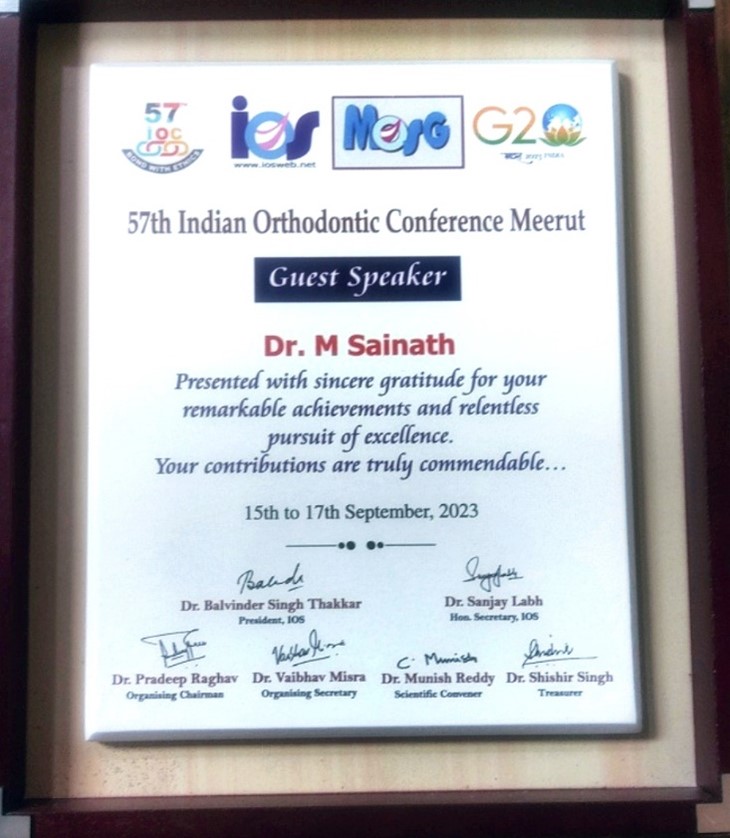 57
IOC
BOND WITH ETHICS
ios
www.iosweb.net
MOSG
G20
57th Indian Orthodontic Conference Meerut
Guest Speaker
Dr. M Sainath
Presented with sincere gratitude for your
remarkable achievements and relentless
pursuit of excellence.
Your contributions are truly commendable...
15th to 17th September, 2023
Dr. Balvinder Singh Thakkar Dr. Sanjay Labh
President, IOS Hon. Secretary, IOS
C. Munish
Dr. Pradeep Raghav Dr. Vaibhav Misra Dr. Munish Reddy Dr. Shishir Singh
Organising Chairman Organising Secretary Scientific Convener Treasurer